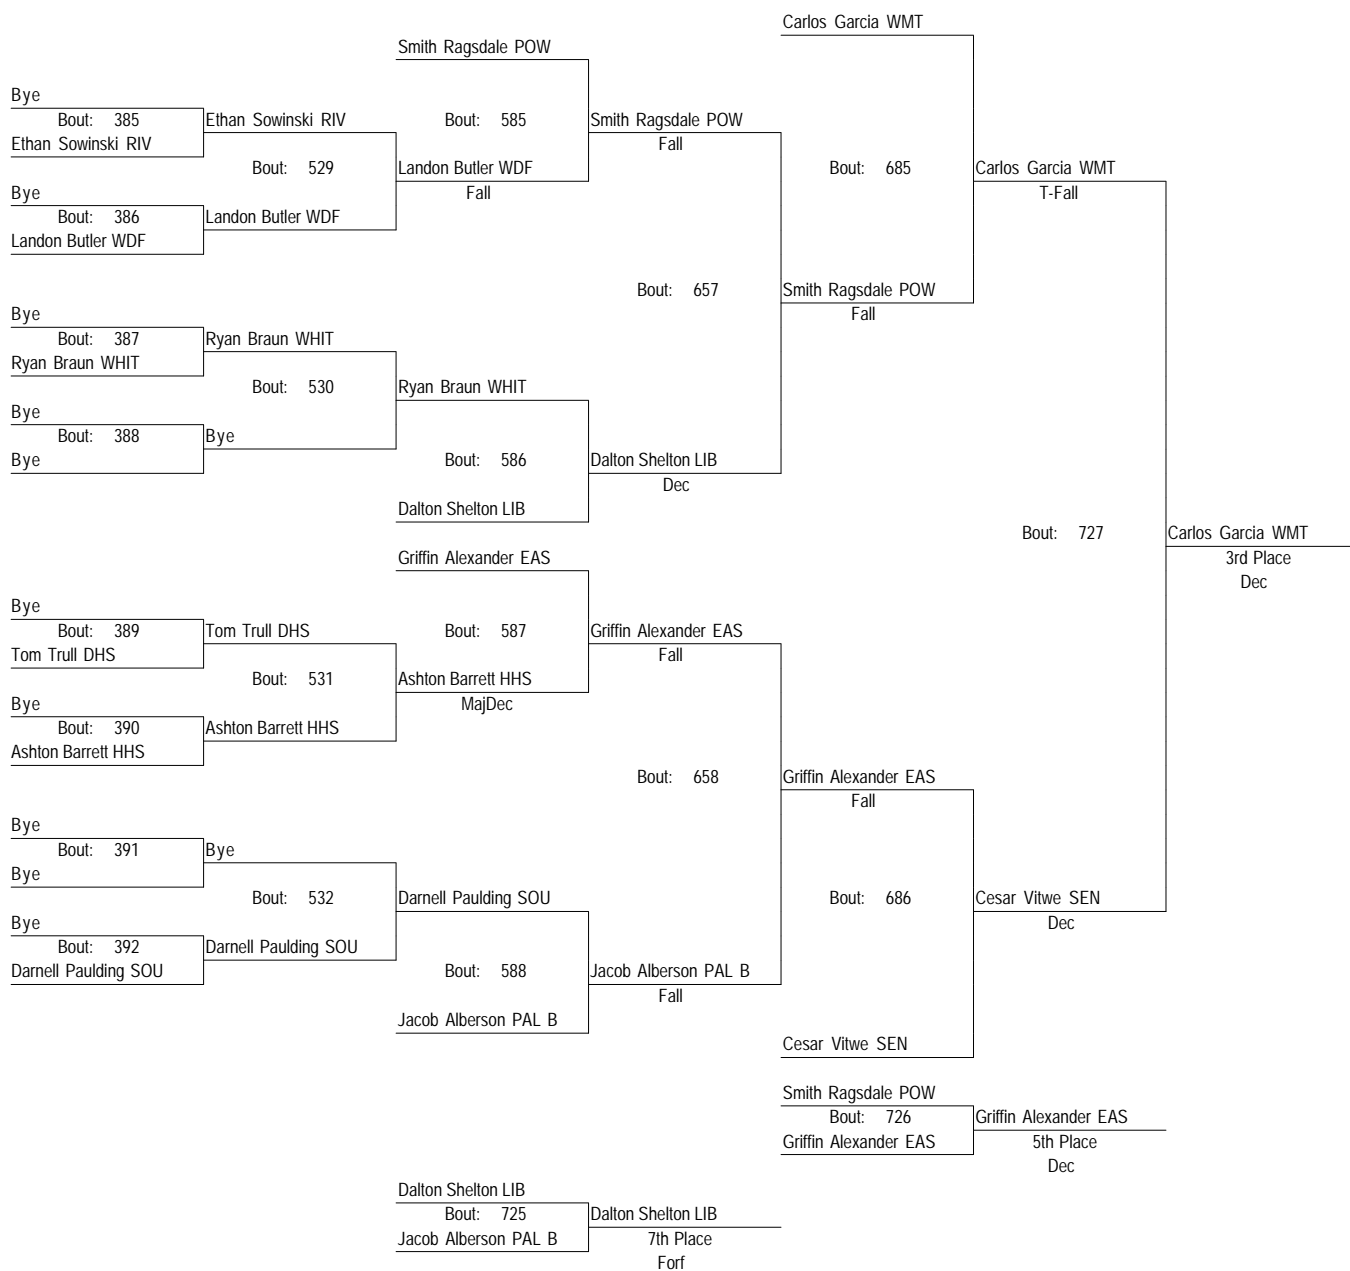 Carlos Garcia WMT
Smith Ragsdale POW
Bye
Bout: 385
Ethan Sowinski RIV
Ethan Sowinski RIV
Bout: 585
Smith Ragsdale POW
Fall
Bout: 529
Landon Butler WDF
Fall
Bout: 685
Carlos Garcia WMT
T-Fall
Bye
Bout: 386
Landon Butler WDF
Landon Butler WDF
Bout: 657
Smith Ragsdale POW
Fall
Bye
Bout: 387
Ryan Braun WHIT
Ryan Braun WHIT
Bout: 530
Ryan Braun WHIT
Bye
Bout: 388
Bye
Bye
Bout: 586
Dalton Shelton LIB
Dec
Dalton Shelton LIB
Bout: 727
Carlos Garcia WMT
3rd Place
Dec
Griffin Alexander EAS
Bye
Bout: 389
Tom Trull DHS
Tom Trull DHS
Bout: 587
Griffin Alexander EAS
Fall
Bout: 531
Ashton Barrett HHS
MajDec
Bye
Bout: 390
Ashton Barrett HHS
Ashton Barrett HHS
Bout: 658
Griffin Alexander EAS
Fall
Bye
Bout: 391
Bye
Bye
Bout: 532
Darnell Paulding SOU
Bout: 686
Cesar Vitwe SEN
Dec
Bye
Bout: 392
Darnell Paulding SOU
Darnell Paulding SOU
Bout: 588
Jacob Alberson PAL B
Fall
Jacob Alberson PAL B
Cesar Vitwe SEN
Smith Ragsdale POW
Bout: 726
Griffin Alexander EAS
Griffin Alexander EAS
5th Place
Dec
Dalton Shelton LIB
Bout: 725
Dalton Shelton LIB
Jacob Alberson PAL B
7th Place
Forf